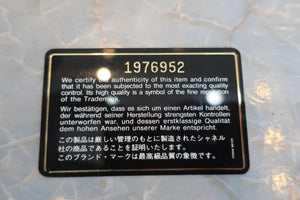 1976952
We certify the authenticity of this item and confirm
that it has been subjected to the most exacting quality
control. Its high quality is a symbol of the fine reputation
of the Trademark.
Wir bestätigen, dass es sich um einen Artikel handelt,
der während seiner Herstellung strengsten Kontrollen
unterworfen war, und dessen erstklassige Qualität
dem hohen Ansehen unserer Marke entspricht.
この製品は厳しい管理のもとに製造されたシャネル
社の商品であることを証明いたします。
このブランド・マークは最高級品質の象徴です。